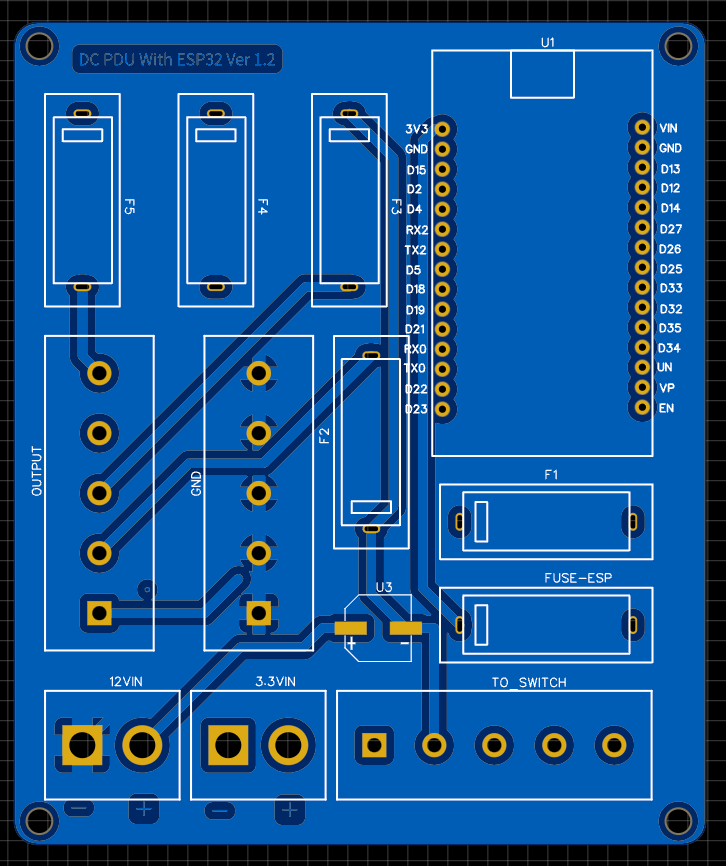 DC PDU With ESP32 Ver 1.2
U1
F5
F4
F3
3V3
GND
D15
D2
D4
RX2
TX2
D5
D18
D19
D21
RX0
TX0
D22
D23
VIN
GND
D13
D12
D14
D27
D26
D25
D33
D32
D35
D34
UN
VP
EN
OUTPUT
GND
F2
F1
FUSE-ESP
U3
+ −
12VIN
3.3VIN
TO_SWITCH
− +
− +